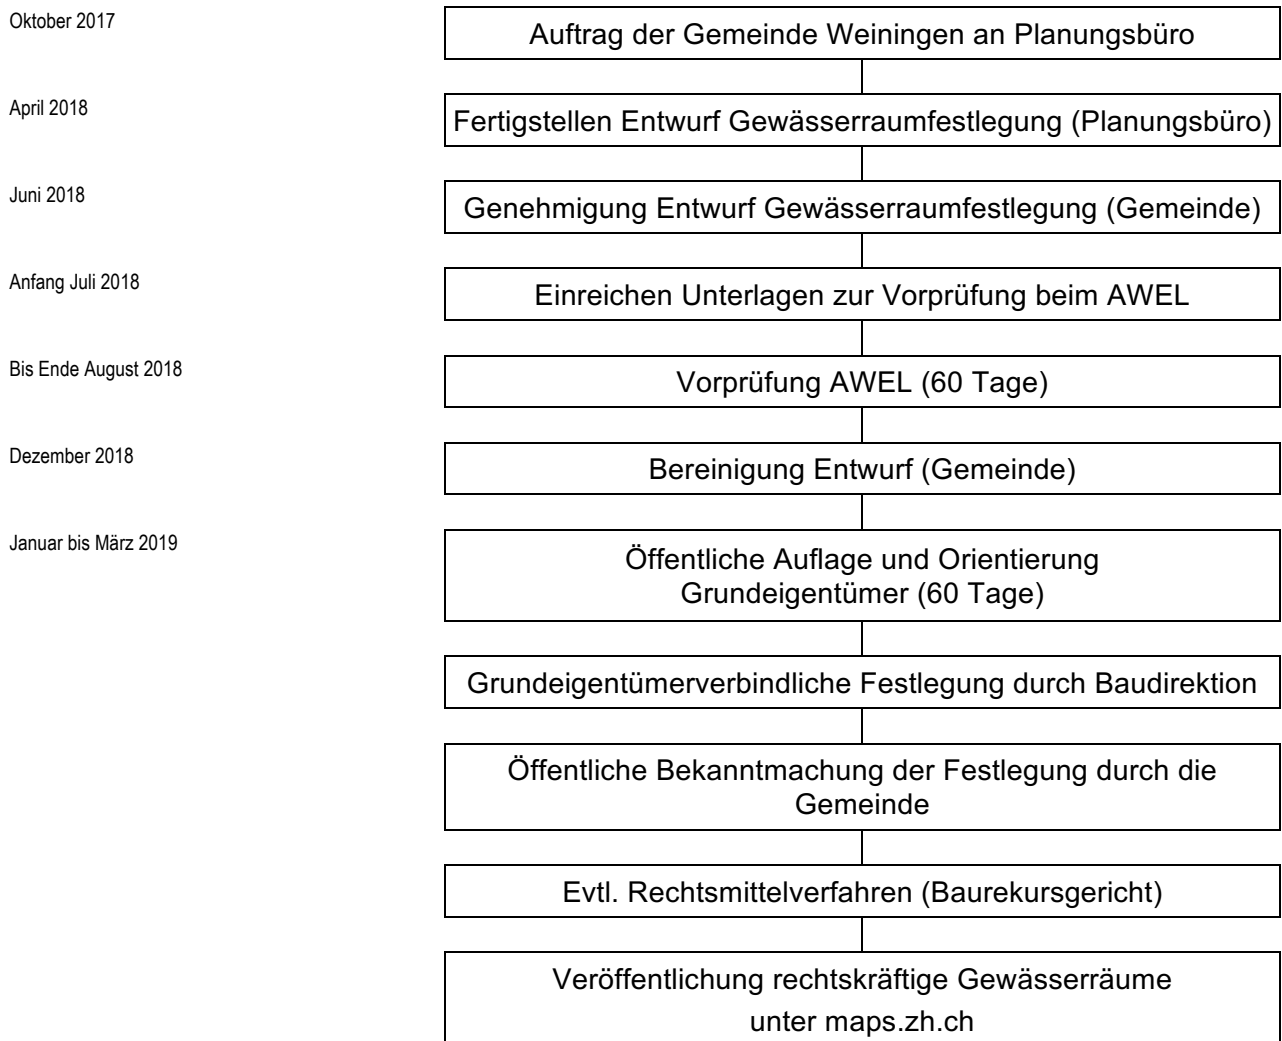 Oktober 2017
Auftrag der Gemeinde Weiningen an Planungsbüro
April 2018
Fertigstellen Entwurf Gewässerraumfestlegung (Planungsbüro)
Juni 2018
Genehmigung Entwurf Gewässerraumfestlegung (Gemeinde)
Anfang Juli 2018
Einreichen Unterlagen zur Vorprüfung beim AWEL
Bis Ende August 2018
Vorprüfung AWEL (60 Tage)
Dezember 2018
Bereinigung Entwurf (Gemeinde)
Januar bis März 2019
Öffentliche Auflage und Orientierung
Grundeigentümer (60 Tage)
Grundeigentümerverbindliche Festlegung durch Baudirektion
Öffentliche Bekanntmachung der Festlegung durch die
Gemeinde
Evtl. Rechtsmittelverfahren (Baurekursgericht)
Veröffentlichung rechtskräftige Gewässerräume
unter maps.zh.ch